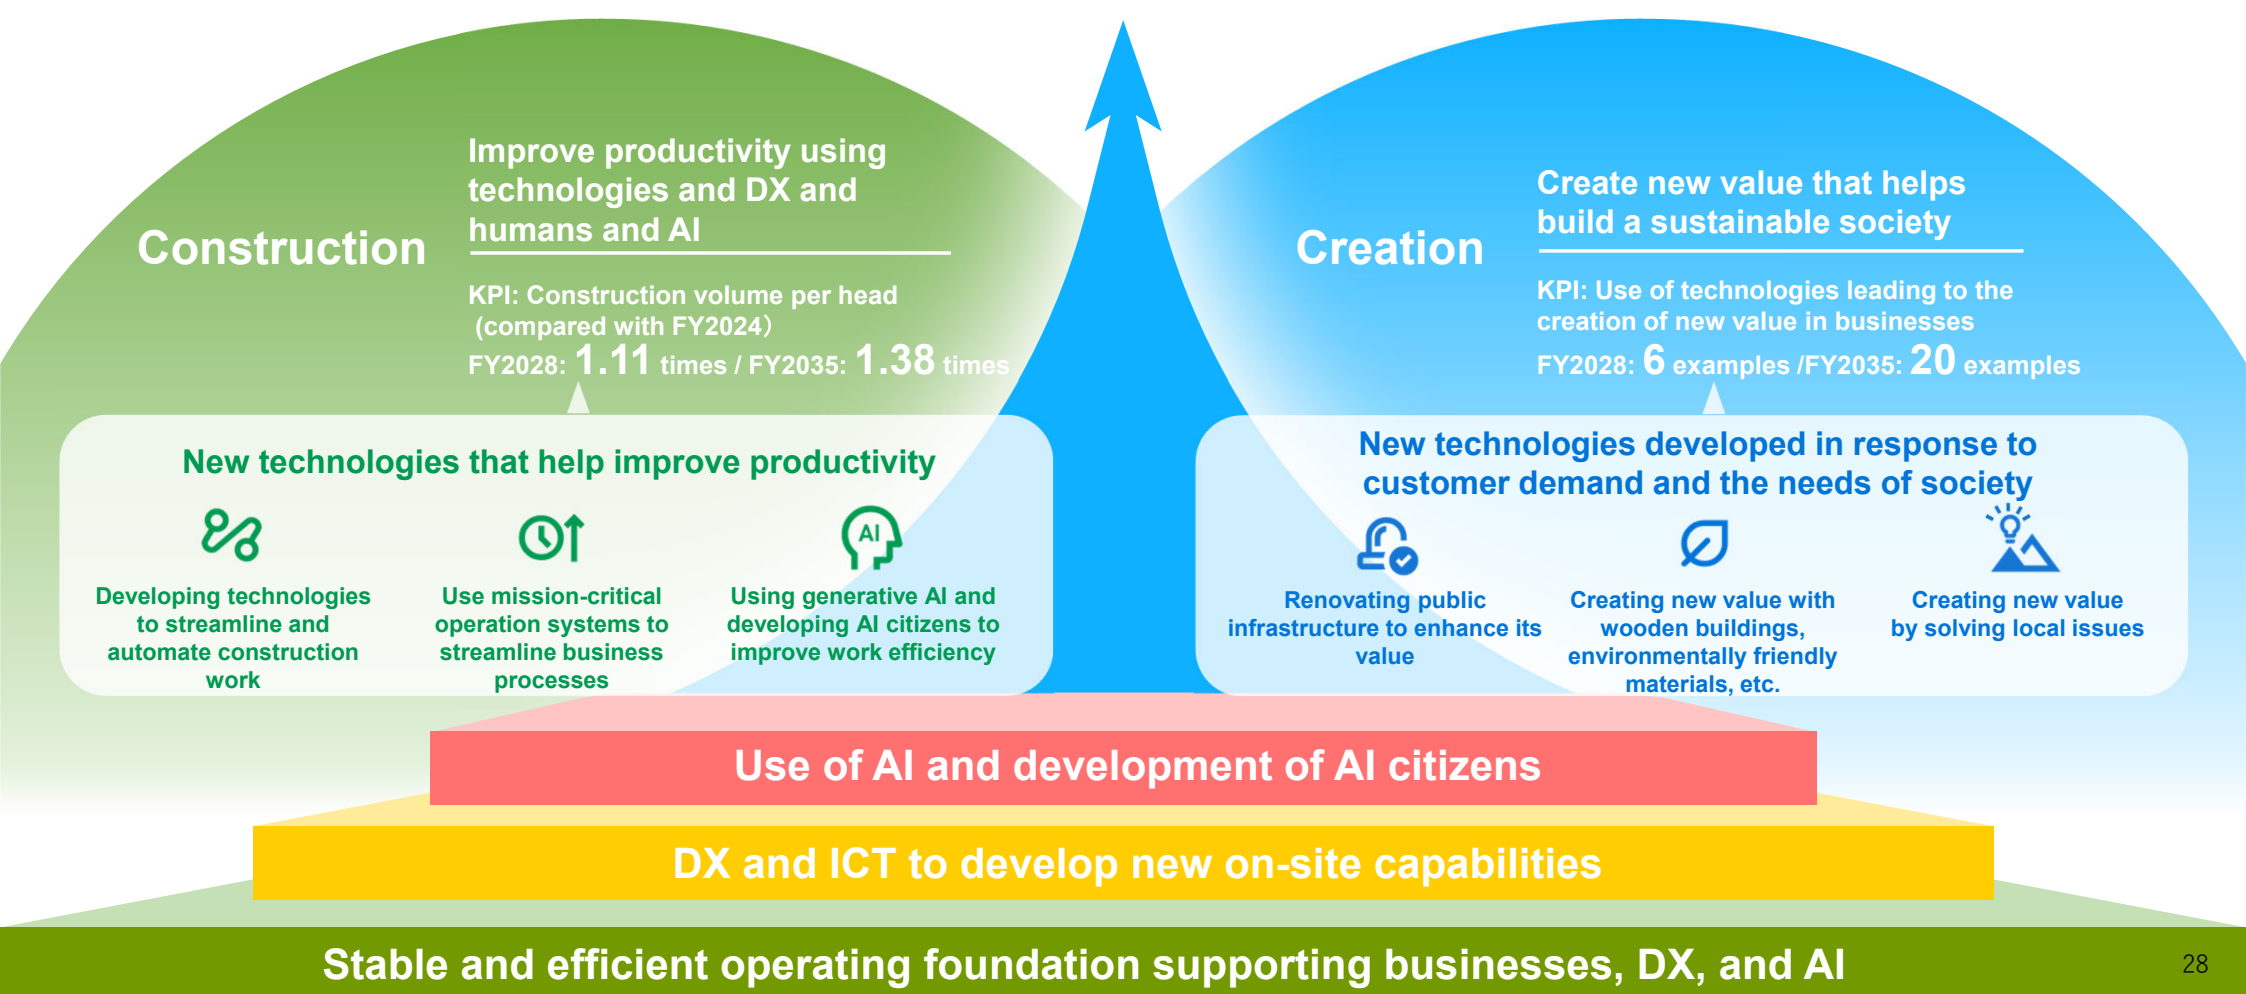 Construction
Improve productivity using
technologies and DX and
humans and AI
KPI: Construction volume per head
(compared with FY2024）
FY2028: 1.11 times / FY2035: 1.38 times
New technologies that help improve productivity
Developing technologies
to streamline and
automate construction
work
Use mission-critical
operation systems to
streamline business
processes
AI
Using generative AI and
developing AI citizens to
improve work efficiency
Creation
Create new value that helps
build a sustainable society
KPI: Use of technologies leading to the
creation of new value in businesses
FY2028: 6 examples /FY2035: 20 examples
New technologies developed in response to
customer demand and the needs of society
Renovating public
infrastructure to enhance its
value
Creating new value with
wooden buildings,
environmentally friendly
materials, etc.
Creating new value
by solving local issues
Use of AI and development of AI citizens
DX and ICT to develop new on-site capabilities
Stable and efficient operating foundation supporting businesses, DX, and AI
28